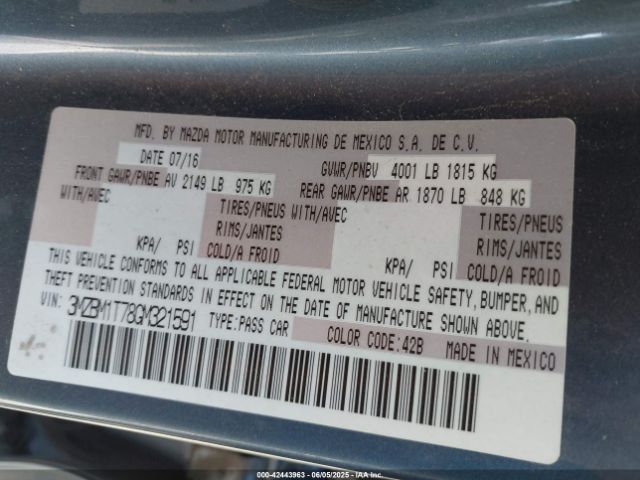 MFD. BY MAZDA MOTOR MANUFACTURING DE MEXICO S.A. DE C.V.
DATE 07/16 GVWR/PNBV 4001 LB 1815 KG
FRONT GAWR/PNBE AV 2149 LB 975 KG REAR GAWR/PNBE AR 1870 LB 848 KG
WITH/AVEC TIRES/PNEUS WITH/AVEC TIRES/PNEUS
RIMS/JANTES RIMS/JANTES
KPA/ PSI COLD/A FROID KPA/ PSI COLD/A FROID
THIS VEHICLE CONFORMS TO ALL APPLICABLE FEDERAL MOTOR VEHICLE SAFETY, BUMPER, AND
THEFT PREVENTION STANDARDS IN EFFECT ON THE DATE OF MANUFACTURE SHOWN ABOVE.
VIN: 3MZBM1T78GM321591 TYPE:PASS CAR COLOR CODE:42B MADE IN MEXICO
000-42443963 - 06/05/2025 - IAAI Inc.